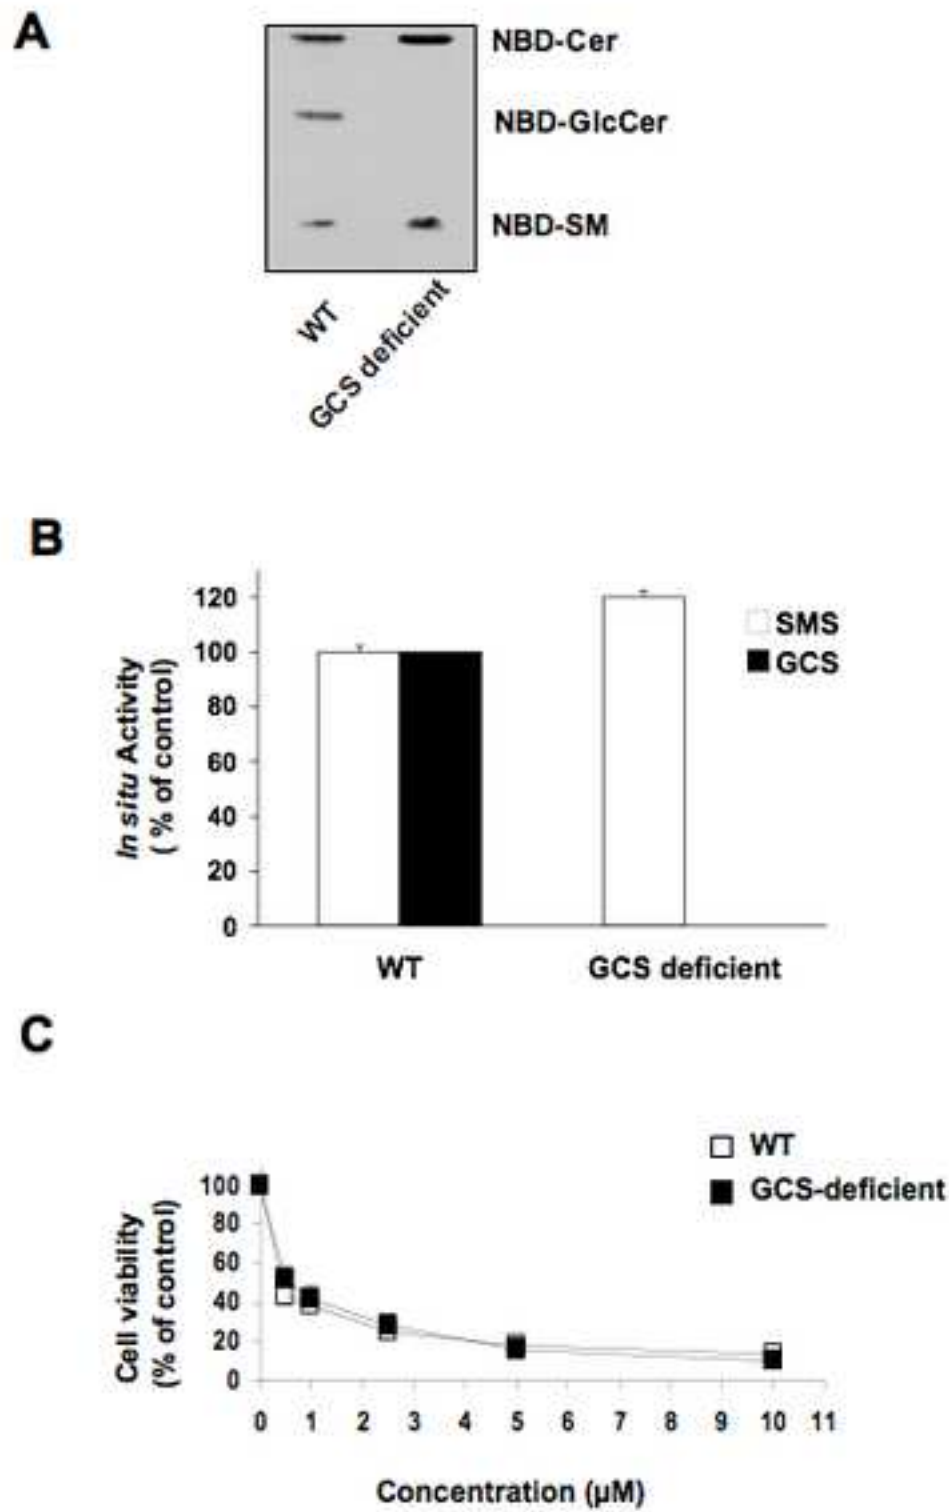 A
NBD-Cer
NBD-GlcCer
NBD-SM
WT
GCS deficient
B
In situ Activity
( % of control)
120
100
80
60
40
20
0
SMS
GCS
WT
GCS deficient
C
Cell viability
(% of control)
100
80
60
40
20
0
WT
GCS-deficient
0 1 2 3 4 5 6 7 8 9 10 11
Concentration (µM)